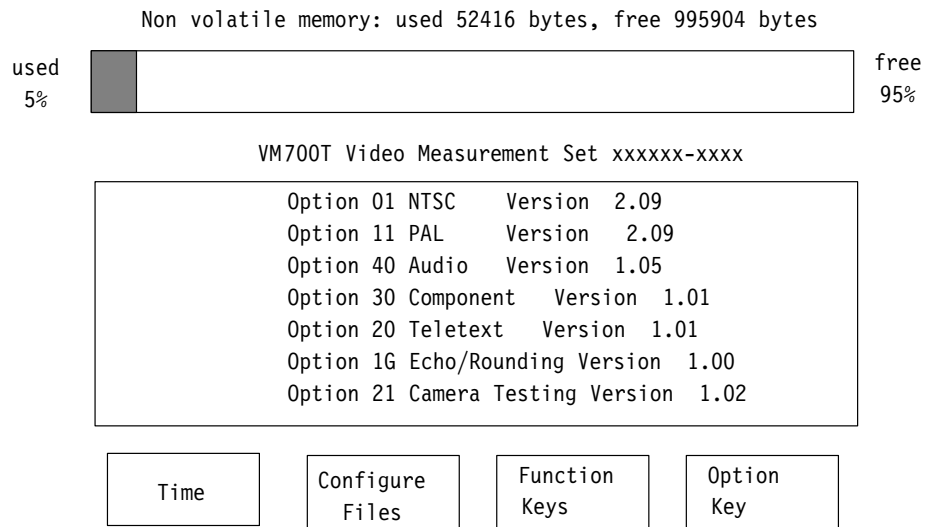 Non volatile memory: used 52416 bytes, free 995904 bytes
used
5%
free
95%
VM700T Video Measurement Set xxxxxx-xxxx
Option 01 NTSC Version 2.09
Option 11 PAL Version 2.09
Option 40 Audio Version 1.05
Option 30 Component Version 1.01
Option 20 Teletext Version 1.01
Option 1G Echo/Rounding Version 1.00
Option 21 Camera Testing Version 1.02
Time
Configure
Files
Function
Keys
Option
Key